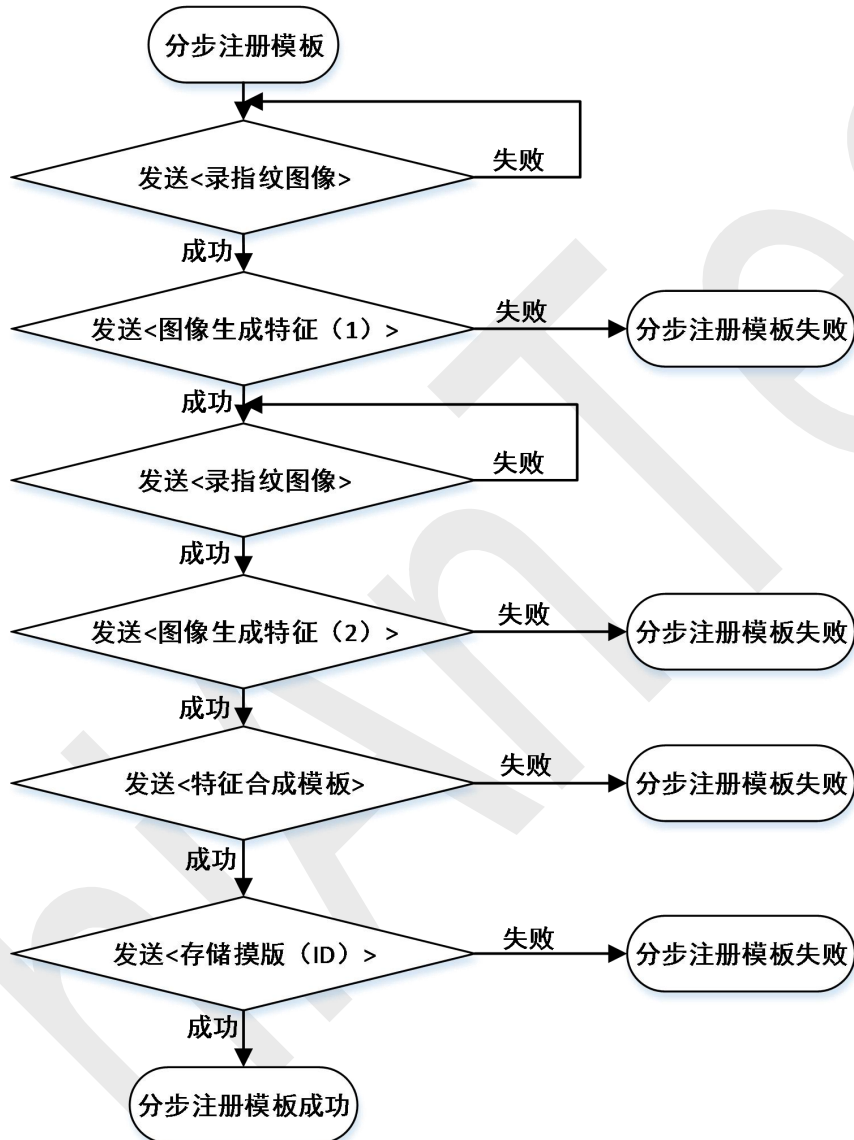 分步注册模板
发送<录指纹图像>
失败
成功
发送<图像生成特征（1）>
失败
分步注册模板失败
成功
发送<录指纹图像>
失败
成功
发送<图像生成特征（2）>
失败
分步注册模板失败
成功
发送<特征合成模板>
失败
分步注册模板失败
成功
发送<存储摸版（ID）>
失败
分步注册模板失败
成功
分步注册模板成功